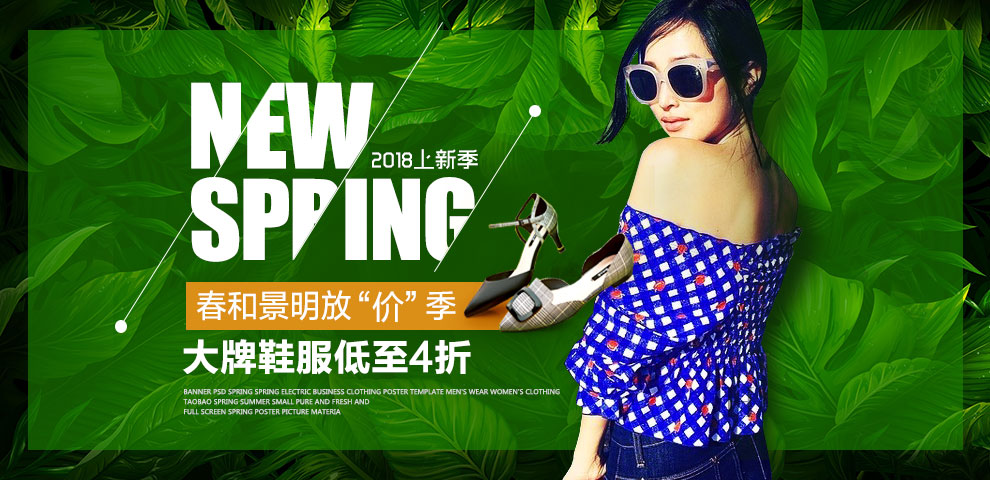 NEW
2018上新季
SPPING
春和景明放“价”季
大牌鞋服低至4折
BANNER PSD SPRING SPRING ELECTRIC BUSINESS CLOTHING POSTER TEMPLATE MEN'S WEAR WOMEN'S CLOTHING
TAOBAO SPRING SUMMER SMALL PURE AND FRESH AND
FULL SCREEN SPRING POSTER PICTURE MATERIA